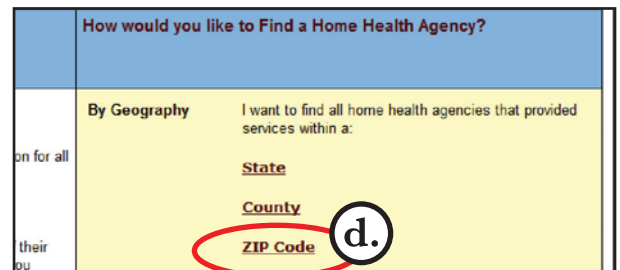 How would you like to Find a Home Health Agency?
By Geography
I want to find all home health agencies that provided
services within a:
on for all
State
County
their
ZIP Code
d.
ou